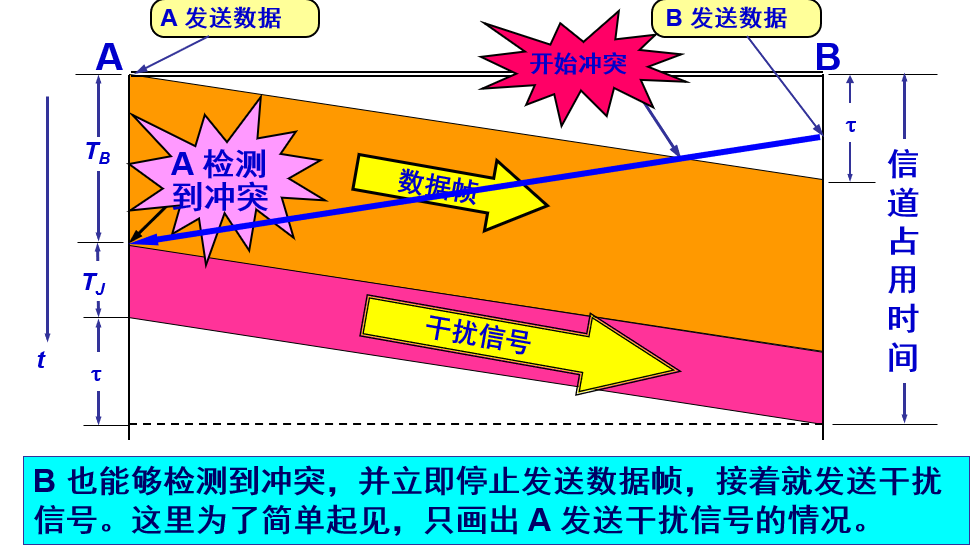 A 发送数据
B 发送数据
A
开始冲突
B
τ
T_B
A 检测
到冲突
数据帧
信道占用时间
T_J
干扰信号
t
τ
B 也能够检测到冲突，并立即停止发送数据帧，接着就发送干扰
信号。这里为了简单起见，只画出 A 发送干扰信号的情况。